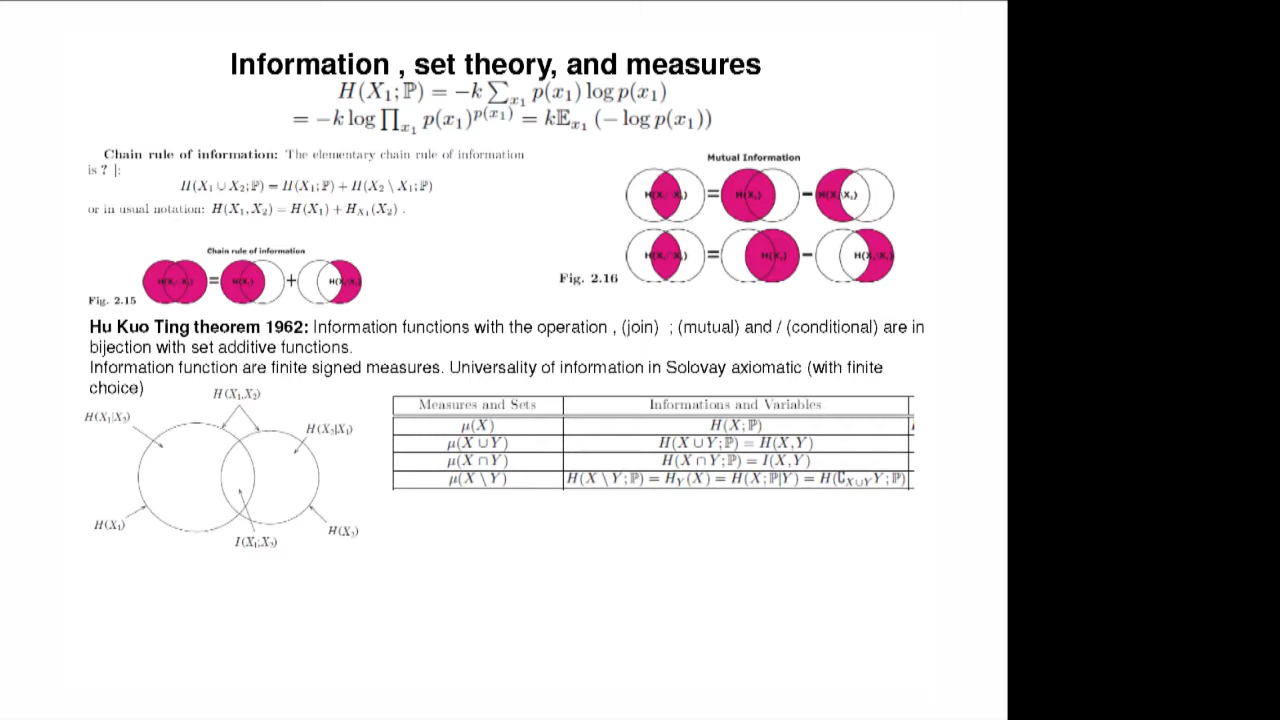 Information , set theory, and measures
H(X₁;ℙ) = −k ∑ₓ₁ p(x₁) log p(x₁)
= −k log ∏ₓ₁ p(x₁)^p(x₁) = k𝔼ₓ₁ (− log p(x₁))
Chain rule of information: The elementary chain rule of information
is ? ]:
H(X₁ ∪ X₂;ℙ) = H(X₁;ℙ) + H(X₂ \ X₁;ℙ)
or in usual notation: H(X₁, X₂) = H(X₁) + H_X₁(X₂) .
Mutual Information
= −
= −
Fig. 2.16
Chain rule of information
= +
Fig. 2.15
Hu Kuo Ting theorem 1962: Information functions with the operation , (join) ; (mutual) and / (conditional) are in
bijection with set additive functions.
Information function are finite signed measures. Universality of information in Solovay axiomatic (with finite
choice)
H(X₁,X₂)
H(X₁|X₂)
H(X₂|X₁)
H(X₁)
H(X₂)
I(X₁;X₂)
Measures and Sets Informations and Variables
μ(X) H(X;ℙ)
μ(X ∪ Y) H(X ∪ Y;ℙ) = H(X,Y)
μ(X ∩ Y) H(X ∩ Y;ℙ) = I(X,Y)
μ(X \ Y) H(X \ Y;ℙ) = H_Y(X) = H(X;ℙ|Y) = H(∁_X∪Y Y;ℙ)